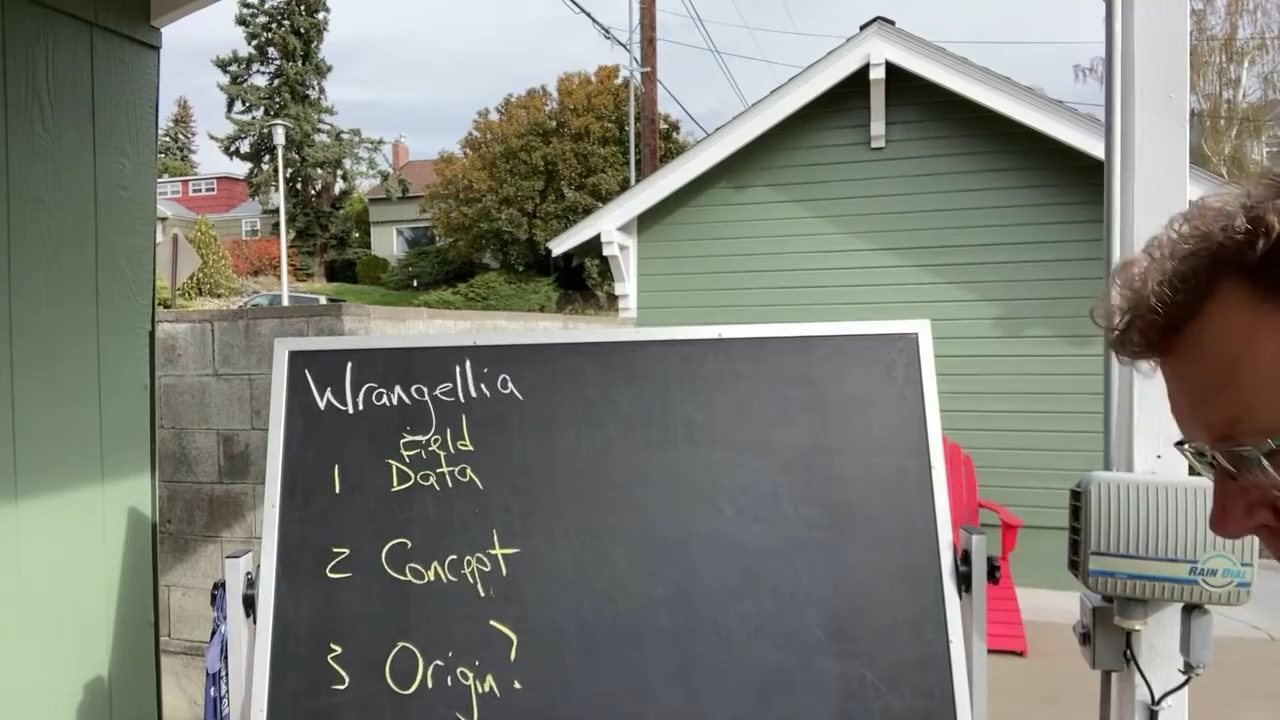 Wrangellia
Field
1 Data
2 Concept
3 Origin?
RAIN DIAL